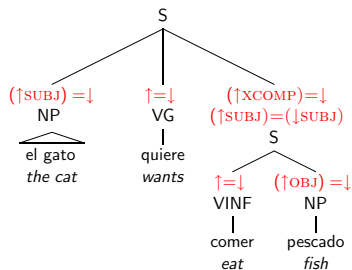 S
(↑SUBJ) =↓ ↑=↓ (↑XCOMP)=↓
NP VG (↑SUBJ)=(↓SUBJ)
S
el gato quiere
the cat wants
↑=↓ (↑OBJ) =↓
VINF NP
comer pescado
eat fish